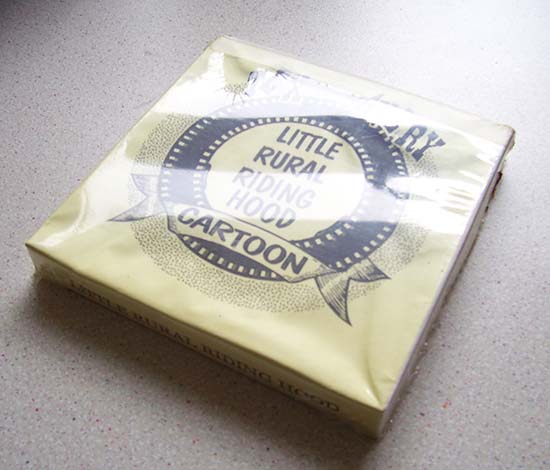 LITTLE
RURAL
RIDING
HOOD
CARTOON
LITTLE RURAL RIDING HOOD